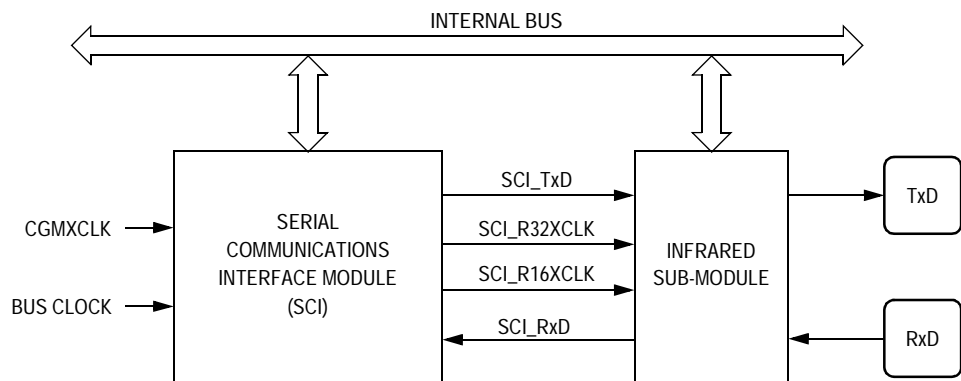 INTERNAL BUS
SCI_TxD
TxD
CGMXCLK
SERIAL
COMMUNICATIONS
INTERFACE MODULE
(SCI)
SCI_R32XCLK
INFRARED
SUB-MODULE
SCI_R16XCLK
BUS CLOCK
SCI_RxD
RxD